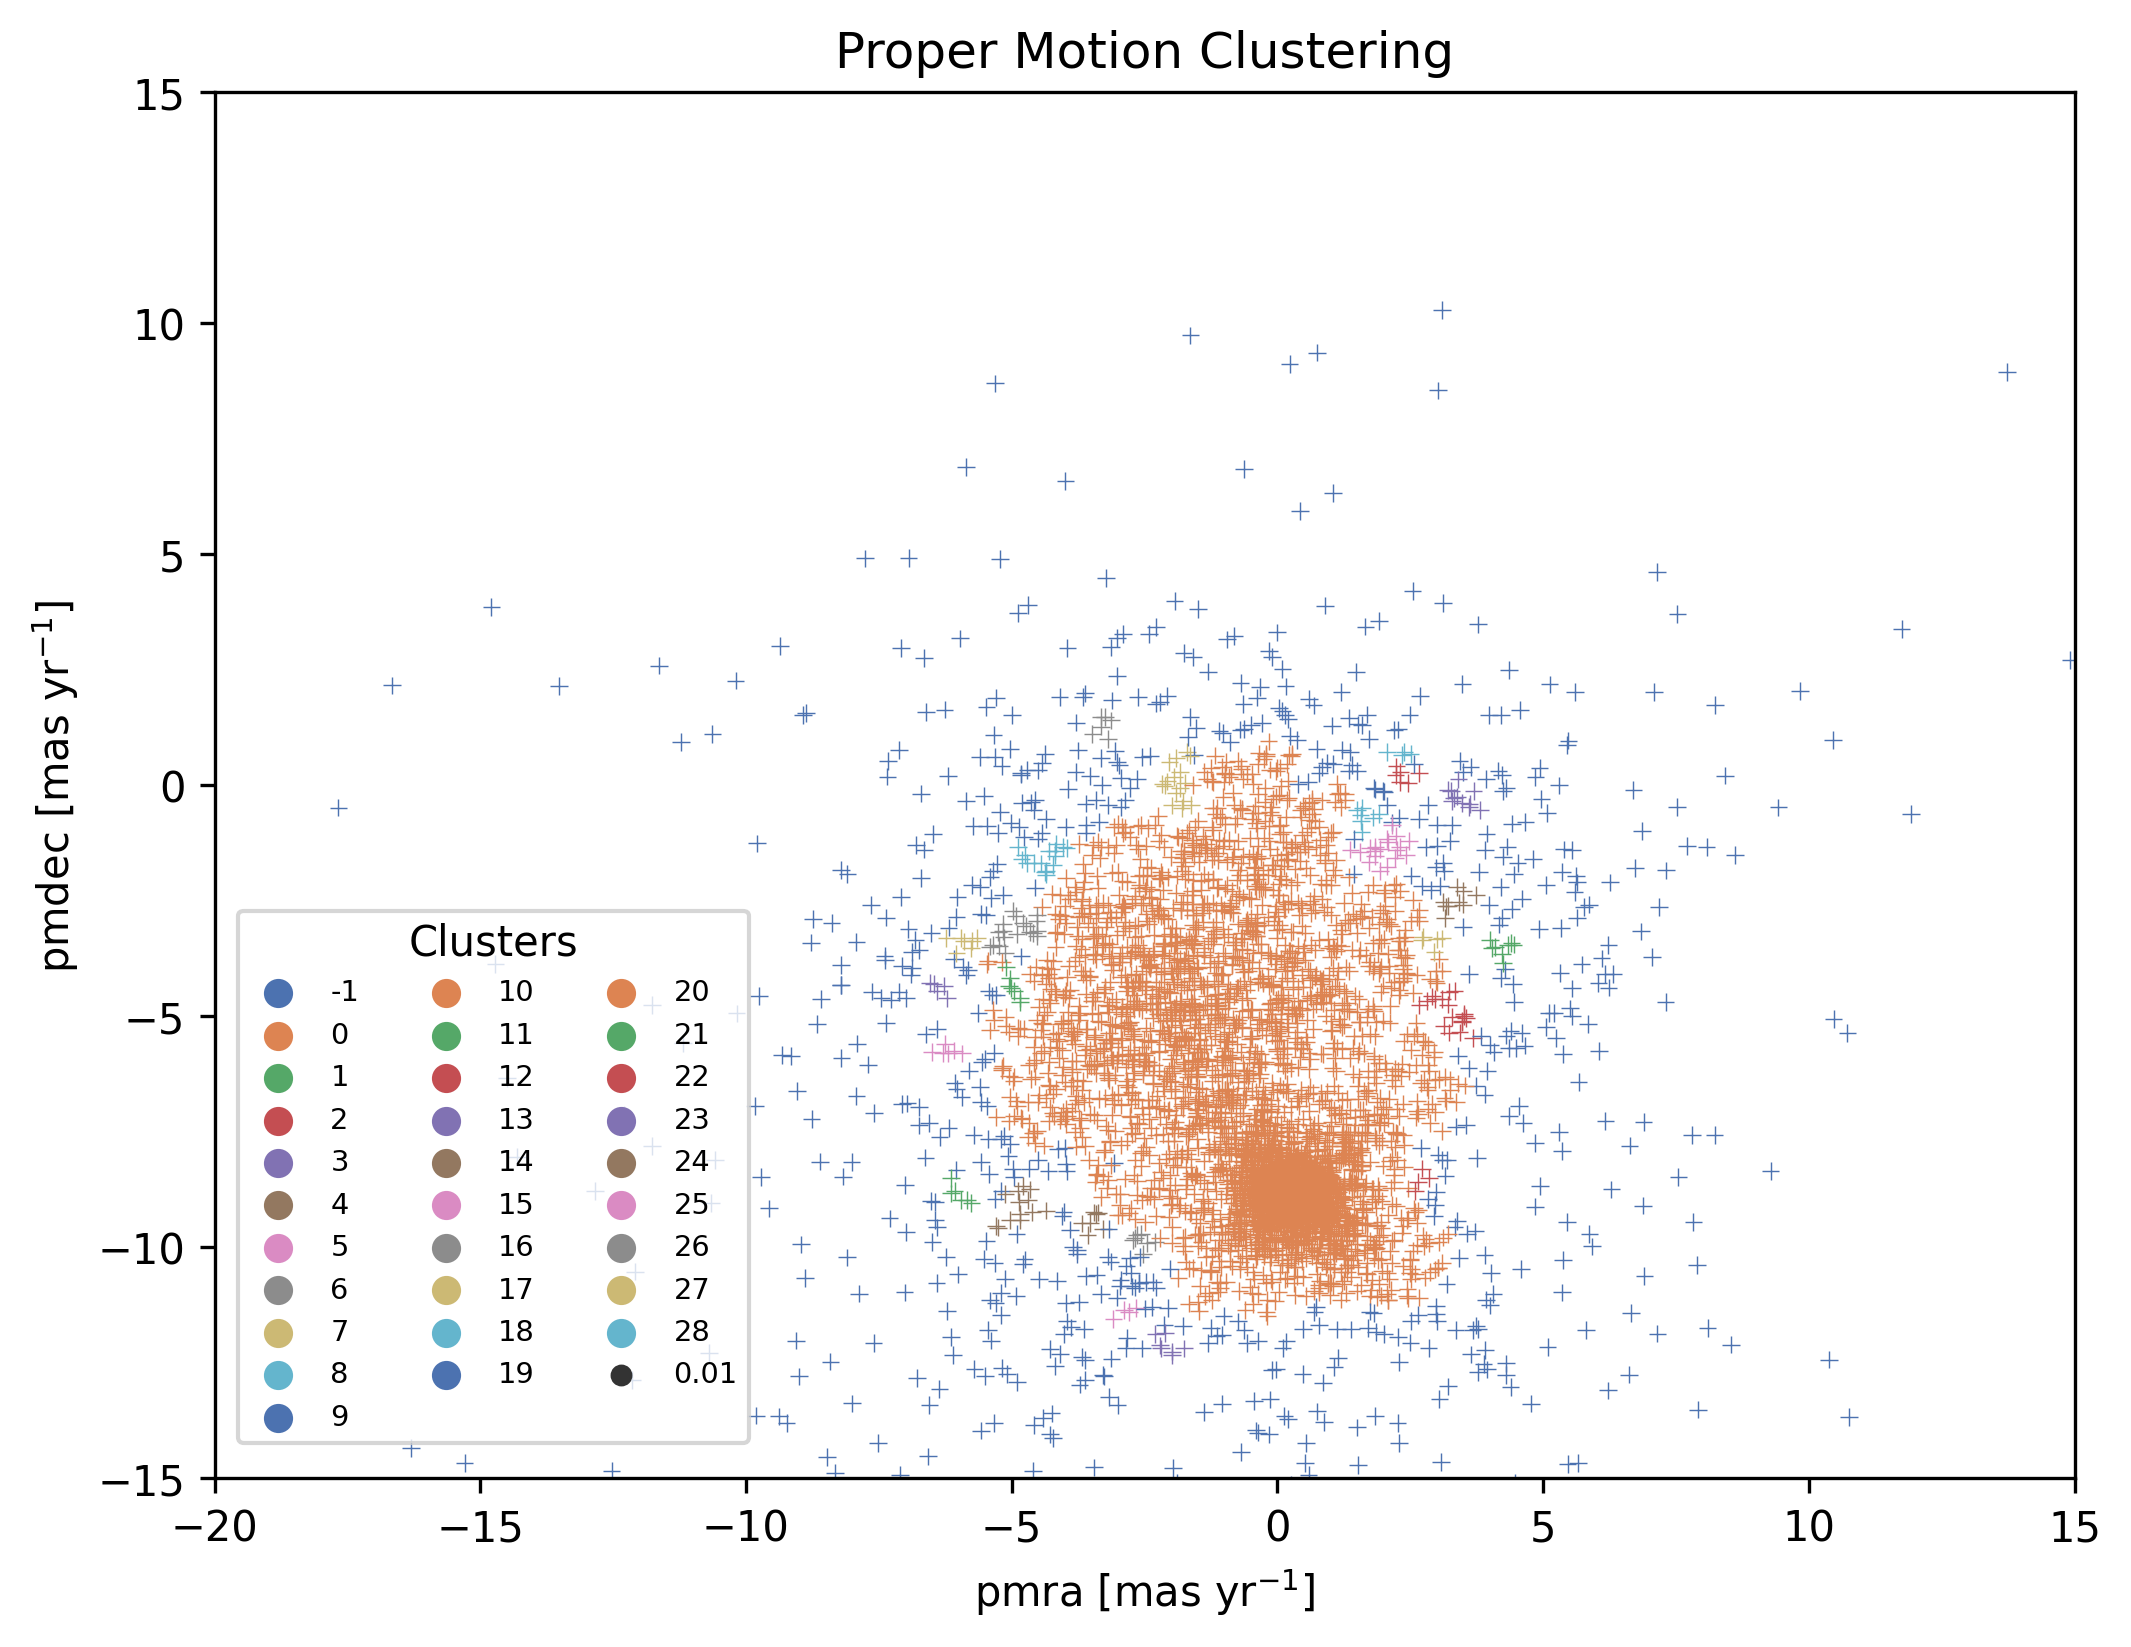 Proper Motion Clustering
15
10
5
0
−5
−10
−15
pmdec [mas yr⁻¹]
Clusters
-1 10 20
0 11 21
1 12 22
2 13 23
3 14 24
4 15 25
5 16 26
6 17 27
7 18 28
8 19 0.01
9
−20 −15 −10 −5 0 5 10 15
pmra [mas yr⁻¹]